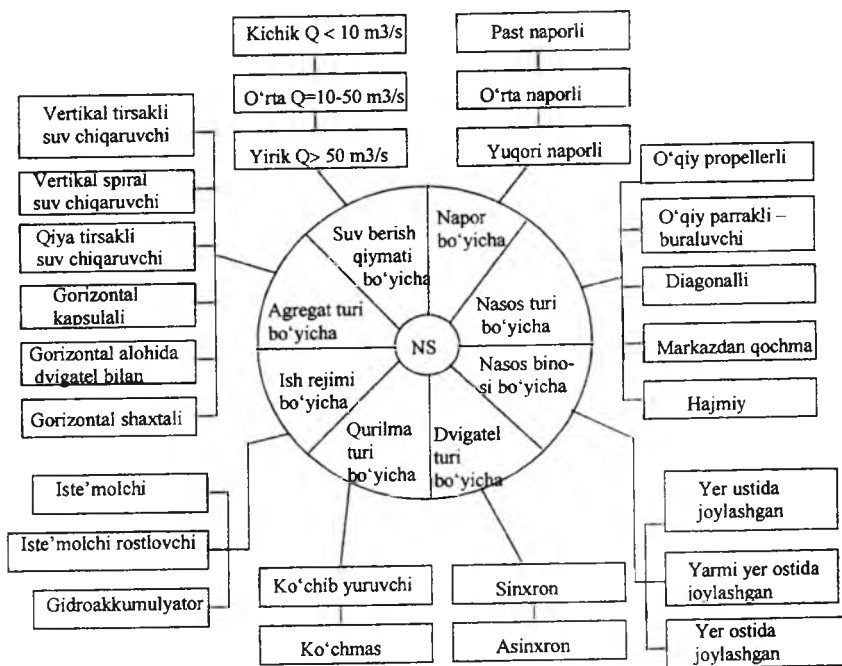 Kichik Q < 10 m3/s
O‘rta Q=10-50 m3/s
Yirik Q> 50 m3/s
Past naporli
O‘rta naporli
Yuqori naporli
Vertikal tirsakli
suv chiqaruvchi
Vertikal spiral
suv chiqaruvchi
Qiya tirsakli
suv chiqaruvchi
Gorizontal
kapsulali
Gorizontal alohida
dvigatel bilan
Gorizontal shaxtali
O‘qiy propellerli
O‘qiy parrakli –
buraluvchi
Diagonalli
Markazdan qochma
Hajmiy
Suv berish
qiymati
bo‘yicha
Napor
bo‘yicha
Agregat turi
bo‘yicha
Nasos turi
bo‘yicha
NS
Ish rejimi
bo‘yicha
Nasos bino-
si bo‘yicha
Qurilma
turi
bo‘yicha
Dvigatel
turi
bo‘yicha
Iste’molchi
Iste’molchi rostlovchi
Gidroakkumulyator
Ko‘chib yuruvchi
Ko‘chmas
Sinxron
Asinxron
Yer ustida
joylashgan
Yarmi yer ostida
joylashgan
Yer ostida
joylashgan